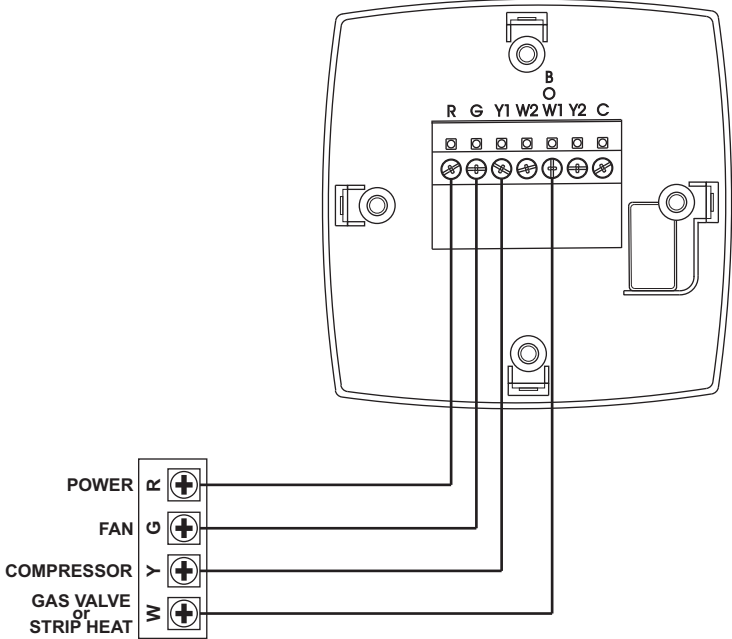 B
R G Y1 W2 W1 Y2 C
POWER R
FAN G
COMPRESSOR Y
GAS VALVE
or
STRIP HEAT W